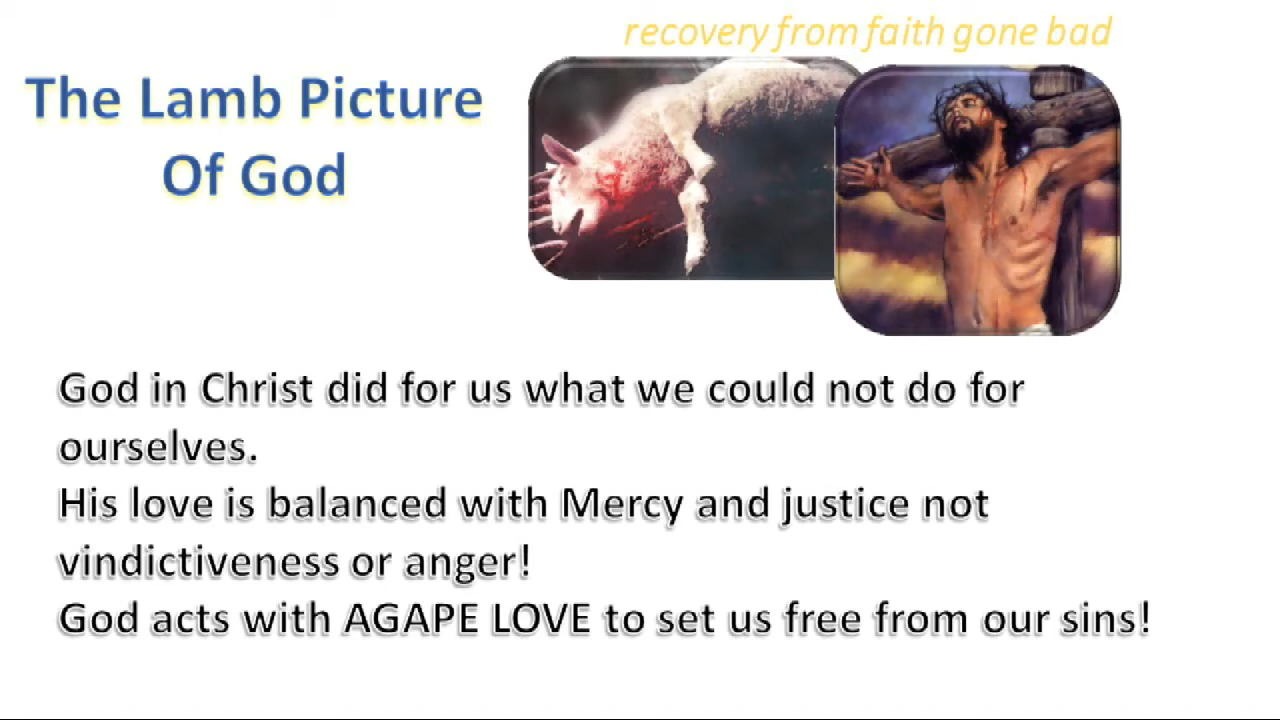 recovery from faith gone bad
The Lamb Picture
Of God
God in Christ did for us what we could not do for
ourselves.
His love is balanced with Mercy and justice not
vindictiveness or anger!
God acts with AGAPE LOVE to set us free from our sins!